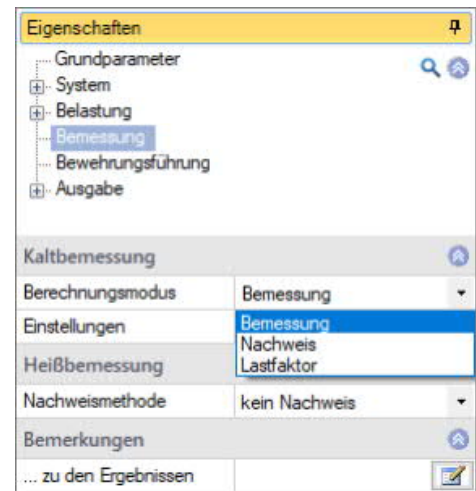 Eigenschaften
Grundparameter
System
Belastung
Bemessung
Bewehrungsführung
Ausgabe
Kaltbemessung
Berechnungsmodus Bemessung
Einstellungen Bemessung
Nachweis
Heißbemessung Lastfaktor
Nachweismethode kein Nachweis
Bemerkungen
... zu den Ergebnissen